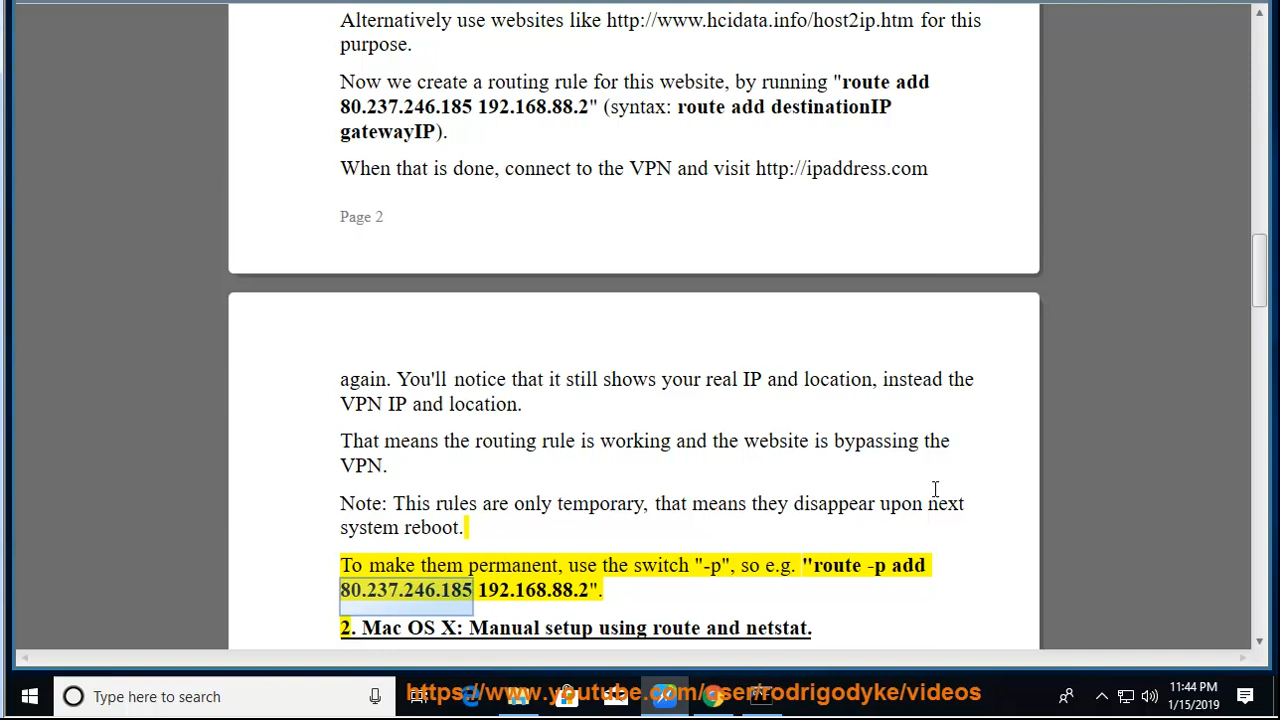 Alternatively use websites like http://www.hcidata.info/host2ip.htm for this
purpose.
Now we create a routing rule for this website, by running "route add
80.237.246.185 192.168.88.2" (syntax: route add destinationIP
gatewayIP).
When that is done, connect to the VPN and visit http://ipaddress.com
Page 2
again. You'll notice that it still shows your real IP and location, instead the
VPN IP and location.
That means the routing rule is working and the website is bypassing the
VPN.
Note: This rules are only temporary, that means they disappear upon next
system reboot.
To make them permanent, use the switch "-p", so e.g. "route -p add
80.237.246.185 192.168.88.2".
2. Mac OS X: Manual setup using route and netstat.
Type here to search
https://www.youtube.com/user/rodrigodyke/videos
11:44 PM
1/15/2019